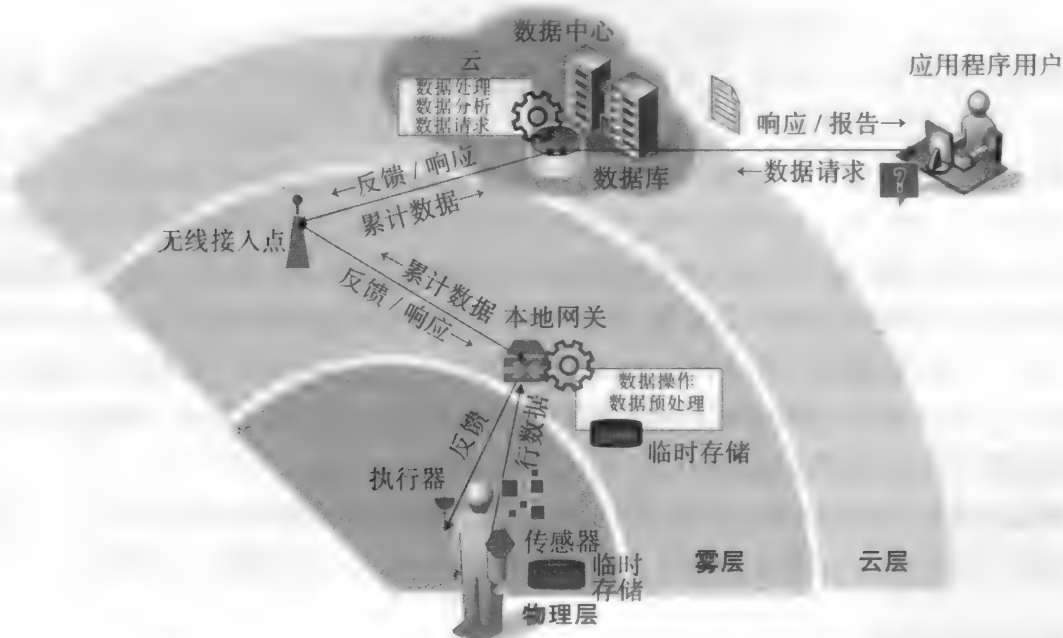 数据中心
云
数据处理
数据分析
数据请求
数据库
应用程序用户
响应 / 报告→
←数据请求
?
←反馈 / 响应
累计数据→
无线接入点
←累计数据
反馈 / 响应→
本地网关
数据操作
数据预处理
临时存储
反馈
行数据
执行器
传感器
临时
存储
物理层
雾层
云层